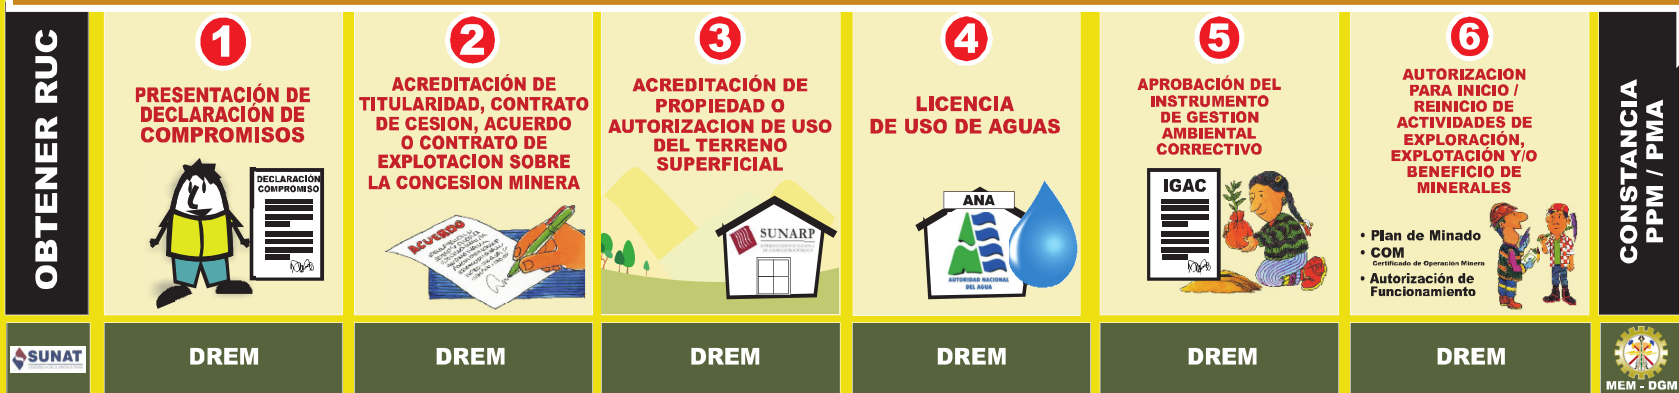 OBTENER RUC
SUNAT
1
PRESENTACIÓN DE
DECLARACIÓN DE
COMPROMISOS
DECLARACIÓN
COMPROMISO
DREM
2
ACREDITACIÓN DE
TITULARIDAD, CONTRATO
DE CESION, ACUERDO
O CONTRATO DE
EXPLOTACION SOBRE
LA CONCESION MINERA
ACUERDO
DREM
3
ACREDITACIÓN DE
PROPIEDAD O
AUTORIZACION DE USO
DEL TERRENO
SUPERFICIAL
SUNARP
DREM
4
LICENCIA
DE USO DE AGUAS
ANA
AUTORIDAD NACIONAL
DEL AGUA
DREM
5
APROBACIÓN DEL
INSTRUMENTO
DE GESTION
AMBIENTAL
CORRECTIVO
IGAC
DREM
6
AUTORIZACION
PARA INICIO /
REINICIO DE
ACTIVIDADES DE
EXPLORACIÓN,
EXPLOTACIÓN Y/O
BENEFICIO DE
MINERALES
• Plan de Minado
• COM
Certificado de Operación Minera
• Autorización de
Funcionamiento
DREM
CONSTANCIA
PPM / PMA
MEM - DGM